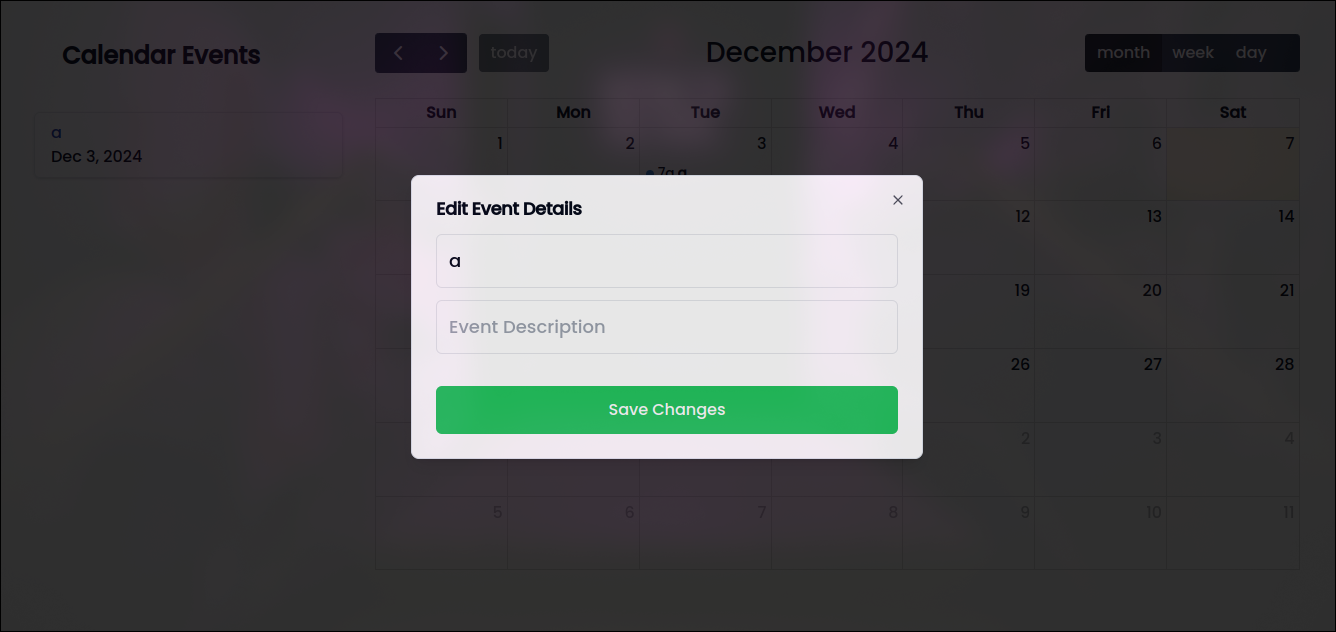 Calendar Events
today
December 2024
month week day
a
Dec 3, 2024
Sun Mon Tue Wed Thu Fri Sat
1 2 3 4 5 6 7
7a a
12 13 14
19 20 21
26 27 28
2 3 4
5 6 7 8 9 10 11
Edit Event Details
a
Event Description
Save Changes